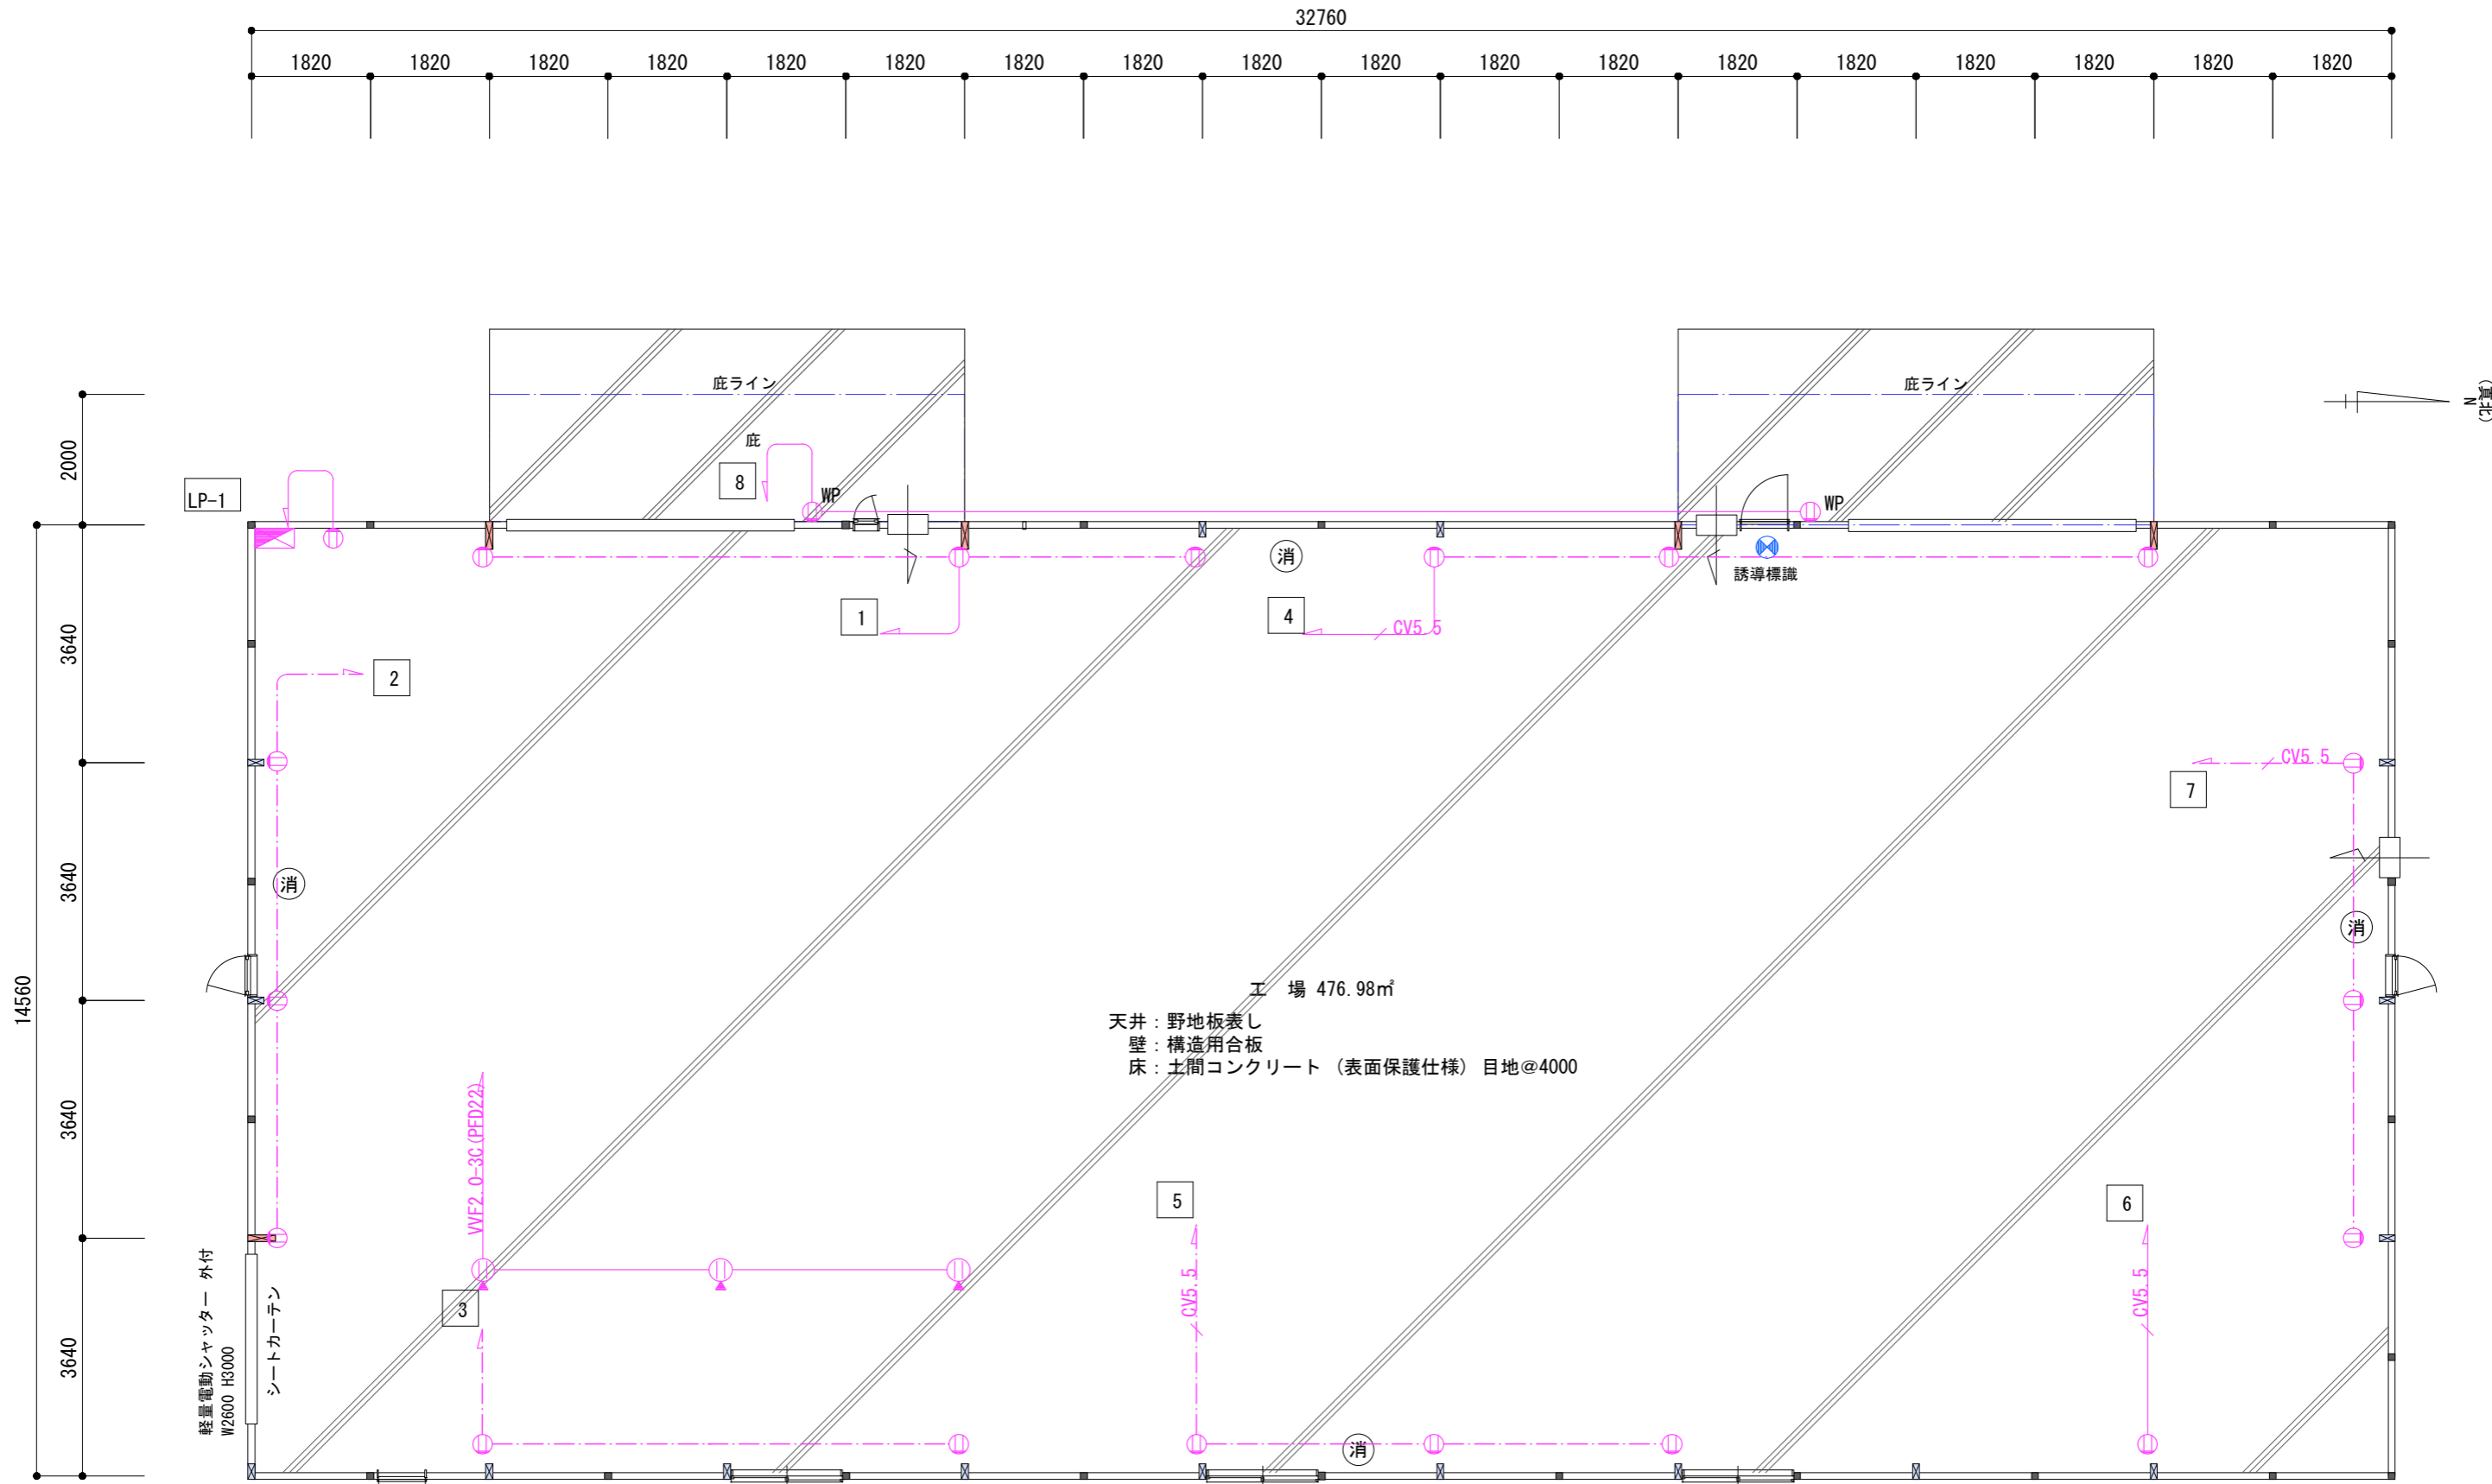 32760
1820 1820 1820 1820 1820 1820 1820 1820 1820 1820 1820 1820 1820 1820 1820 1820 1820 1820
庇ライン
庇ライン
N
(真北)
庇
2000
8
LP-1
WP
WP
消
誘導標識
1
4
CV5.5
3640
2
CV5.5
7
3640
消
消
14560
工 場 476.98㎡
天井：野地板表し
壁：構造用合板
床：土間コンクリート （表面保護仕様） 目地@4000
3640
VVF2.0-3C(PFD22)
5
6
CV5.5
CV5.5
3
3640
軽量電動シャッター 外付
W2600 H3000
シートカーテン
消